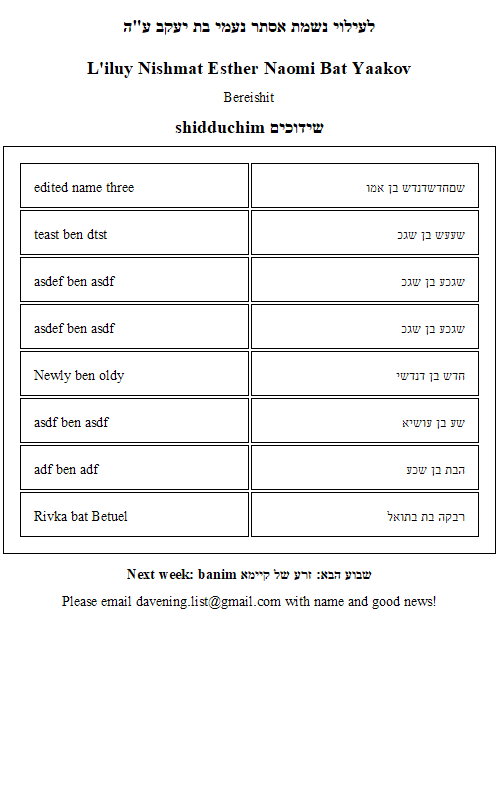 לעילוי נשמת אסתר נעמי בת יעקב ע"ה
L'iluy Nishmat Esther Naomi Bat Yaakov
Bereishit
shidduchim שידוכים
edited name three שםחדשדנדש בן אמו
teast ben dtst שעעש בן שגכ
asdef ben asdf שגכע בן שגכ
asdef ben asdf שגכע בן שגכ
Newly ben oldy חדש בן דנדשי
asdf ben asdf שע בן עושיא
adf ben adf הבת בן שכע
Rivka bat Betuel רבקה בת בתואל
Next week: banim שבוע הבא: זרע של קיימא
Please email davening.list@gmail.com with name and good news!